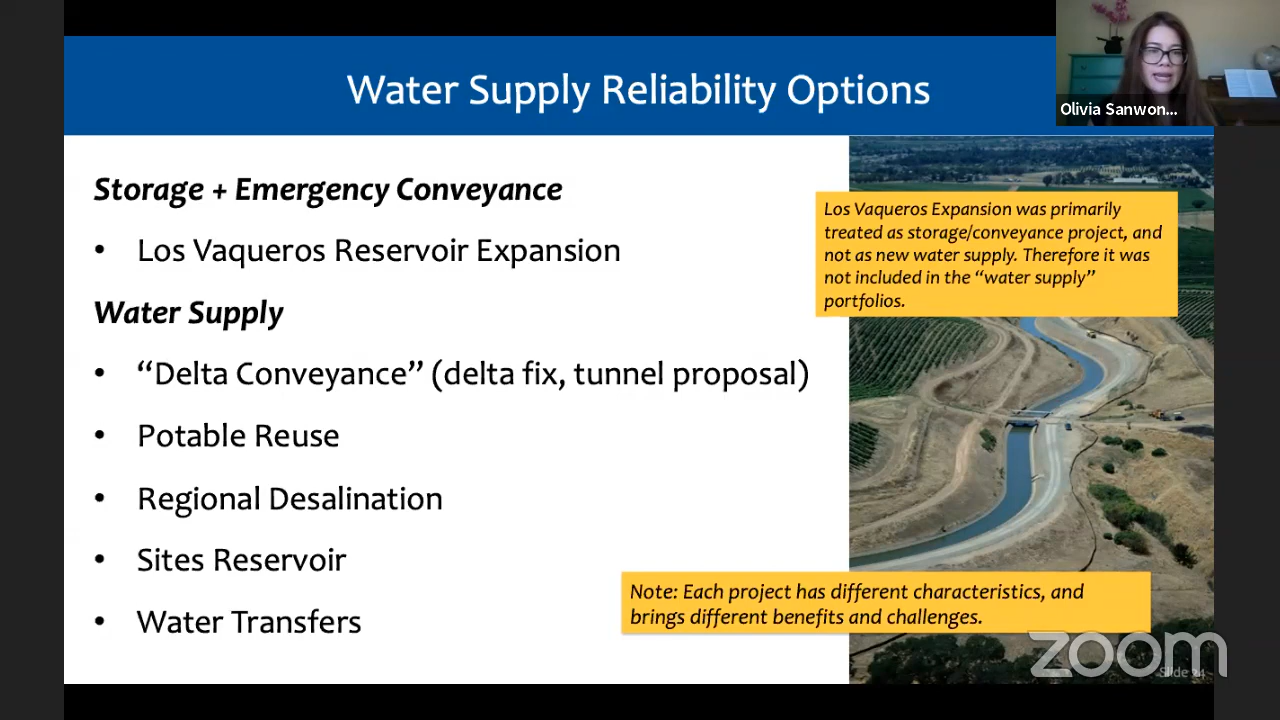 Water Supply Reliability Options
Olivia Sanwon...
Storage + Emergency Conveyance
• Los Vaqueros Reservoir Expansion
Water Supply
• “Delta Conveyance” (delta fix, tunnel proposal)
• Potable Reuse
• Regional Desalination
• Sites Reservoir
• Water Transfers
Los Vaqueros Expansion was primarily
treated as storage/conveyance project, and
not as new water supply. Therefore it was
not included in the “water supply”
portfolios.
Note: Each project has different characteristics, and
brings different benefits and challenges.
zoom
Slide 24